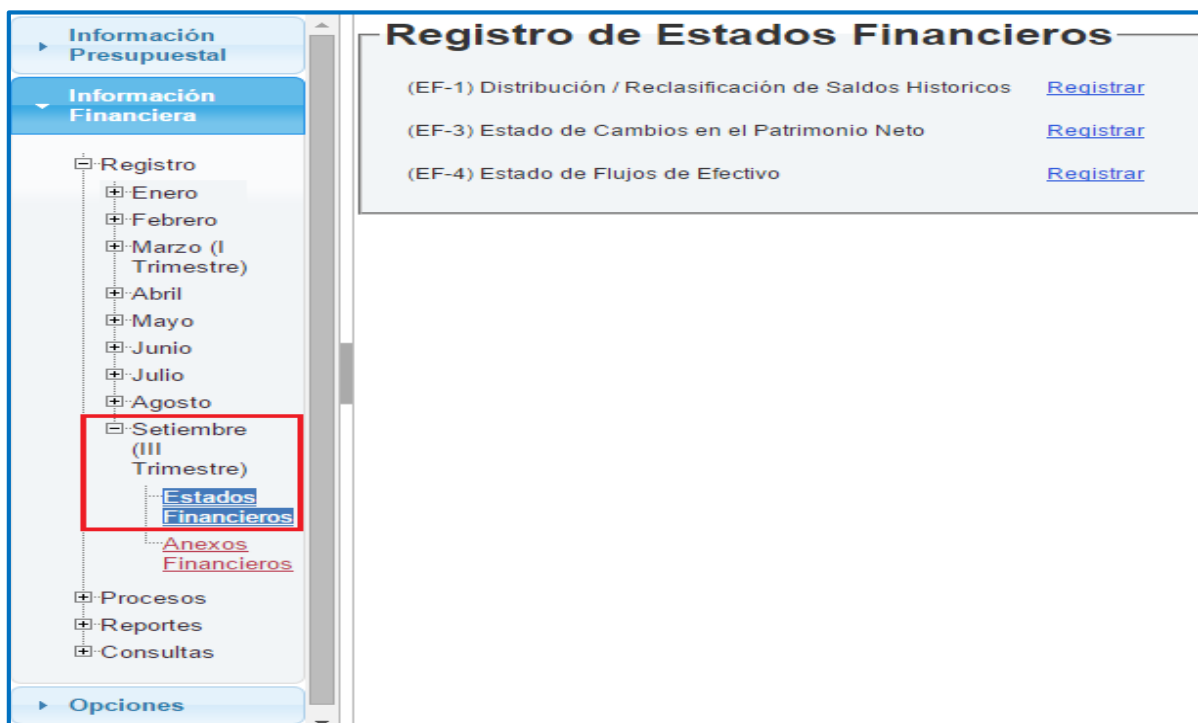 Información
Presupuestal
Información
Financiera
Registro
Enero
Febrero
Marzo (I
Trimestre)
Abril
Mayo
Junio
Julio
Agosto
Setiembre
(III
Trimestre)
Estados
Financieros
Anexos
Financieros
Procesos
Reportes
Consultas
Opciones
Registro de Estados Financieros
(EF-1) Distribución / Reclasificación de Saldos Historicos Registrar
(EF-3) Estado de Cambios en el Patrimonio Neto Registrar
(EF-4) Estado de Flujos de Efectivo Registrar